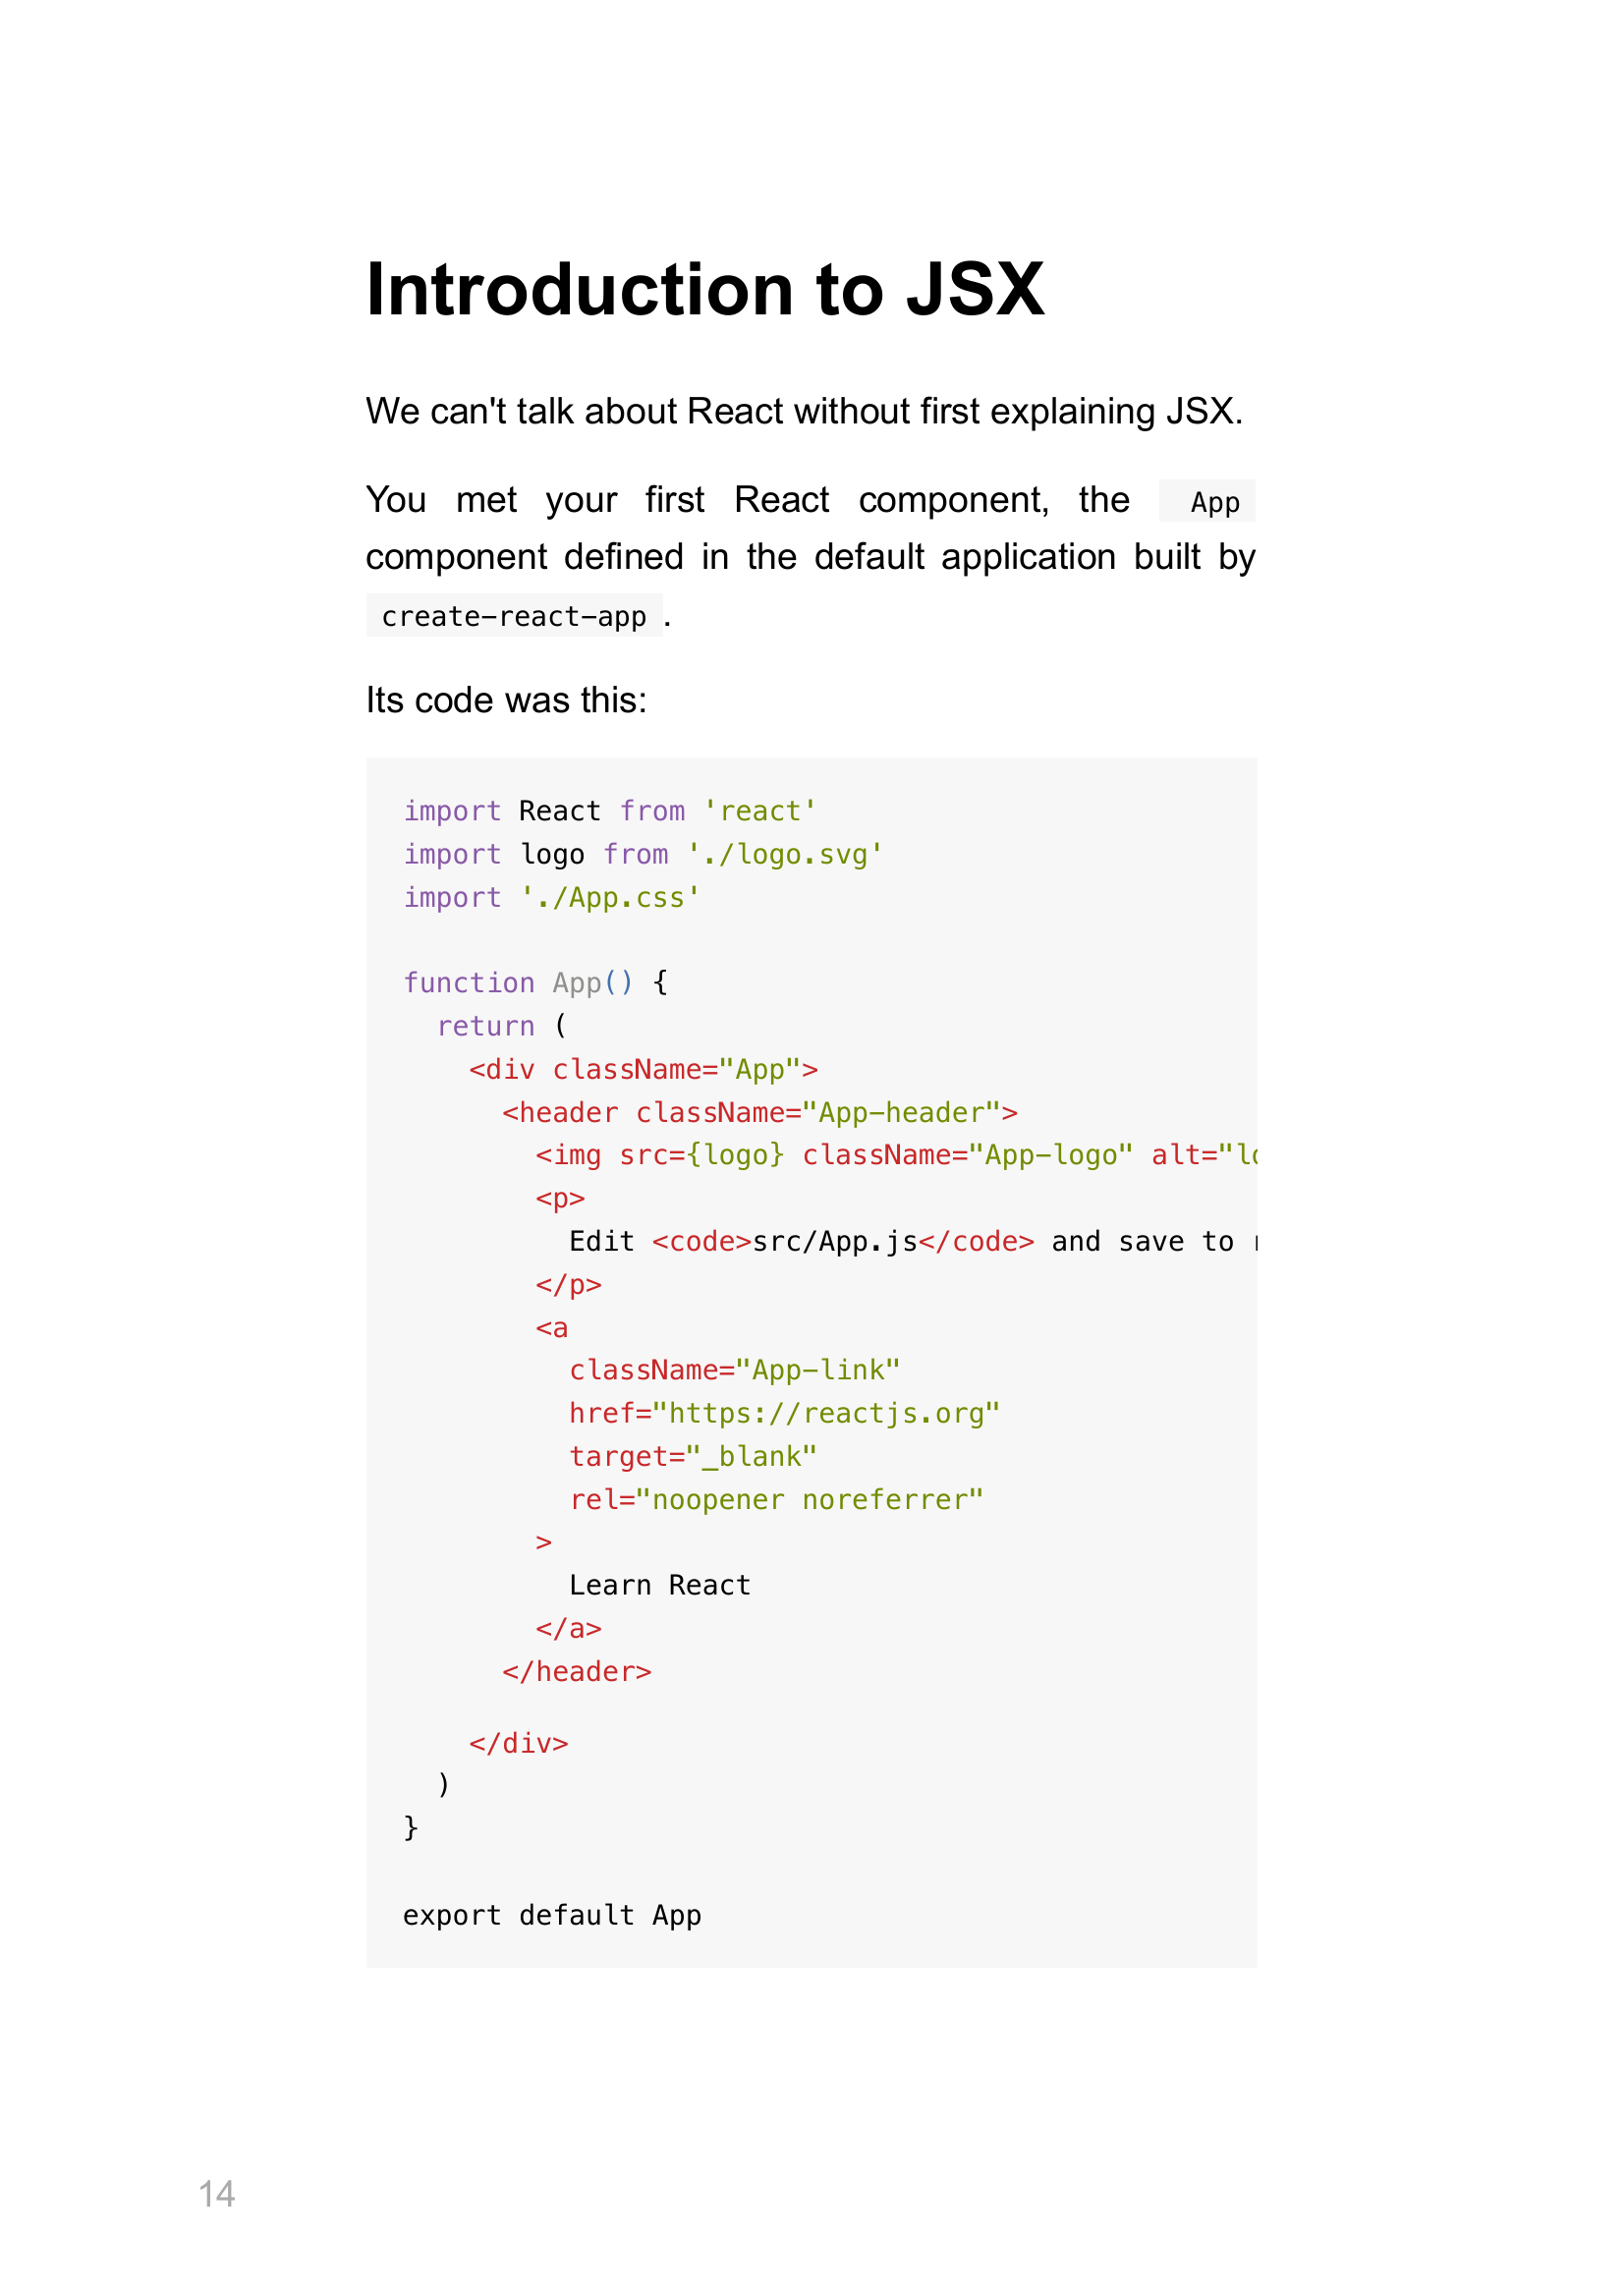 Introduction to JSX
We can't talk about React without first explaining JSX.
You met your first React component, the App
component defined in the default application built by
create-react-app .
Its code was this:
import React from 'react'
import logo from './logo.svg'
import './App.css'
function App() {
  return (
    <div className="App">
      <header className="App-header">
        <img src={logo} className="App-logo" alt="lo
        <p>
          Edit <code>src/App.js</code> and save to
        </p>
        <a
          className="App-link"
          href="https://reactjs.org"
          target="_blank"
          rel="noopener noreferrer"
        >
          Learn React
        </a>
      </header>
    </div>
  )
}
export default App
14